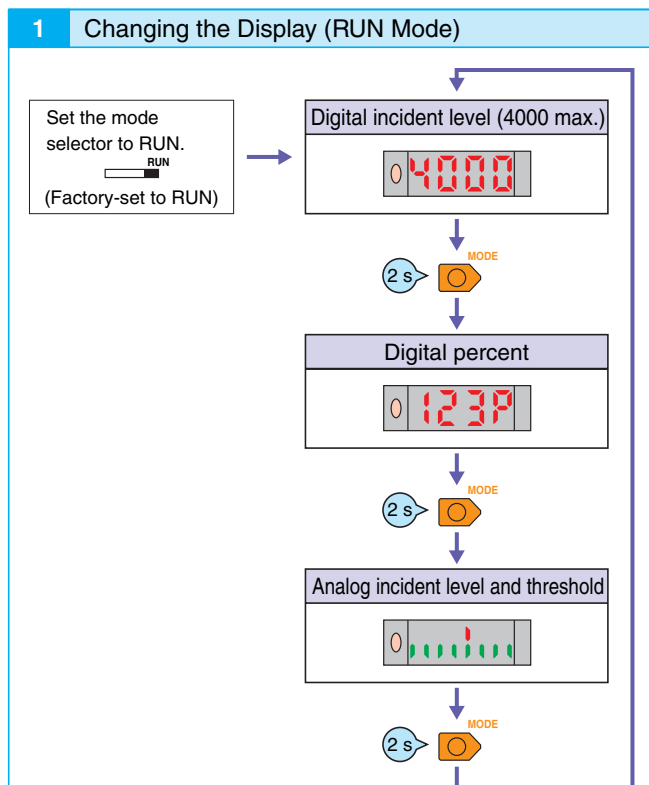 1 Changing the Display (RUN Mode)
Set the mode
selector to RUN.
RUN
(Factory-set to RUN)
Digital incident level (4000 max.)
4000
MODE
2 s
Digital percent
123P
MODE
2 s
Analog incident level and threshold
MODE
2 s